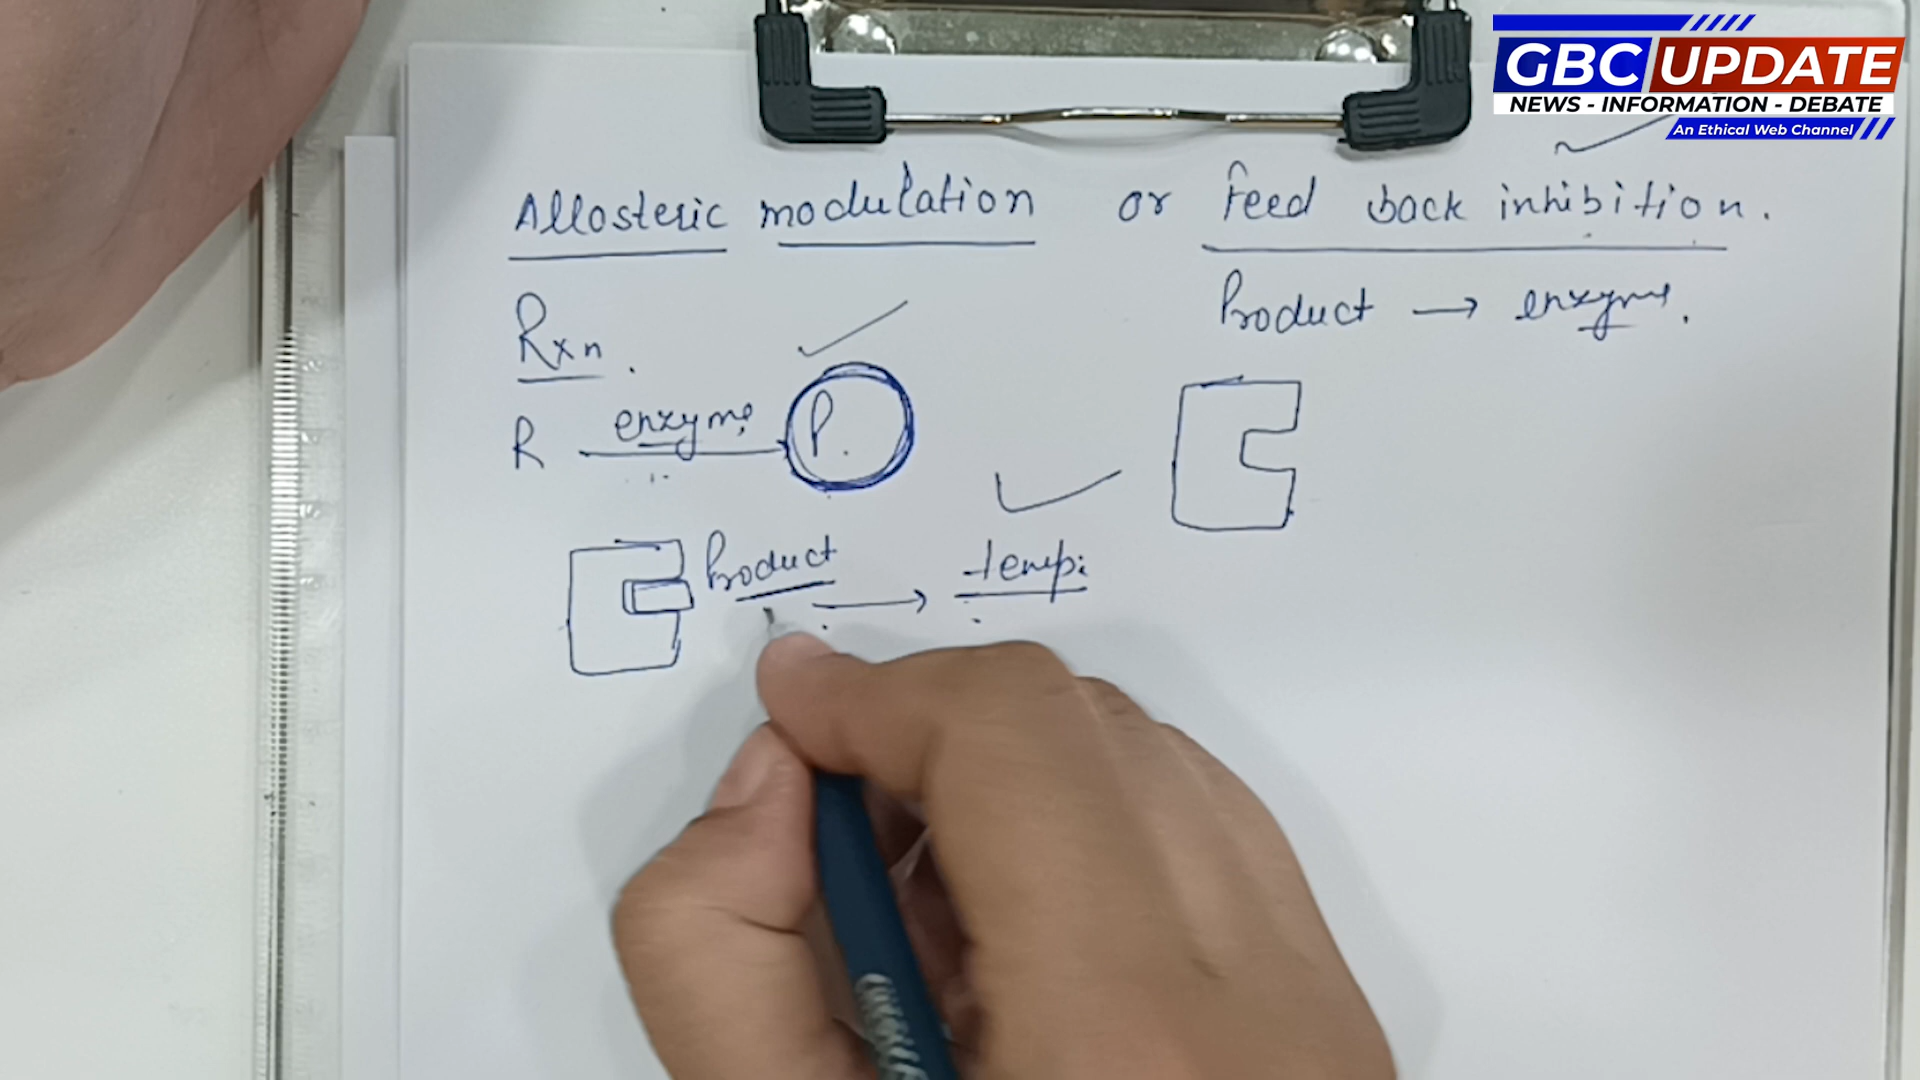 GBC UPDATE
NEWS - INFORMATION - DEBATE
An Ethical Web Channel
Allosteric modulation or Feed back inhibition.
Product → enzyme.
Rxn.
R enzyme P.
Product → temp: